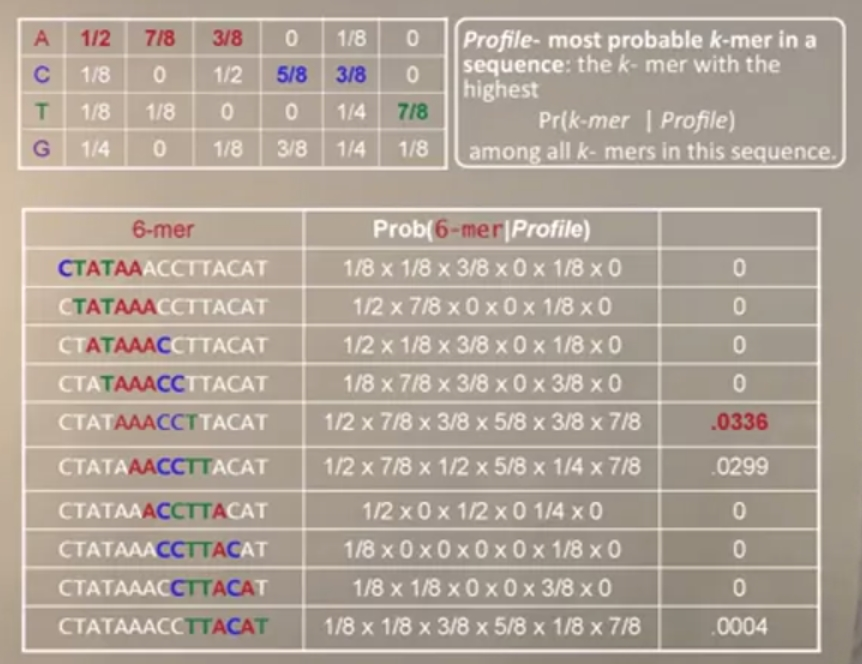 A 1/2 7/8 3/8 0 1/8 0
C 1/8 0 1/2 5/8 3/8 0
T 1/8 1/8 0 0 1/4 7/8
G 1/4 0 1/8 3/8 1/4 1/8
Profile- most probable k-mer in a
sequence: the k- mer with the
highest
Pr(k-mer | Profile)
among all k- mers in this sequence.
6-mer Prob(6-mer|Profile)
CTATAAACCTTACAT 1/8 x 1/8 x 3/8 x 0 x 1/8 x 0 0
CTATAAACCTTACAT 1/2 x 7/8 x 0 x 0 x 1/8 x 0 0
CTATAAACCTTACAT 1/2 x 1/8 x 3/8 x 0 x 1/8 x 0 0
CTATAAACCTTACAT 1/8 x 7/8 x 3/8 x 0 x 3/8 x 0 0
CTATAAACCTTACAT 1/2 x 7/8 x 3/8 x 5/8 x 3/8 x 7/8 .0336
CTATAAACCTTACAT 1/2 x 7/8 x 1/2 x 5/8 x 1/4 x 7/8 .0299
CTATAAACCTTACAT 1/2 x 0 x 1/2 x 0 1/4 x 0 0
CTATAAACCTTACAT 1/8 x 0 x 0 x 0 x 0 x 1/8 x 0 0
CTATAAACCTTACAT 1/8 x 1/8 x 0 x 0 x 3/8 x 0 0
CTATAAACCTTACAT 1/8 x 1/8 x 3/8 x 5/8 x 1/8 x 7/8 .0004